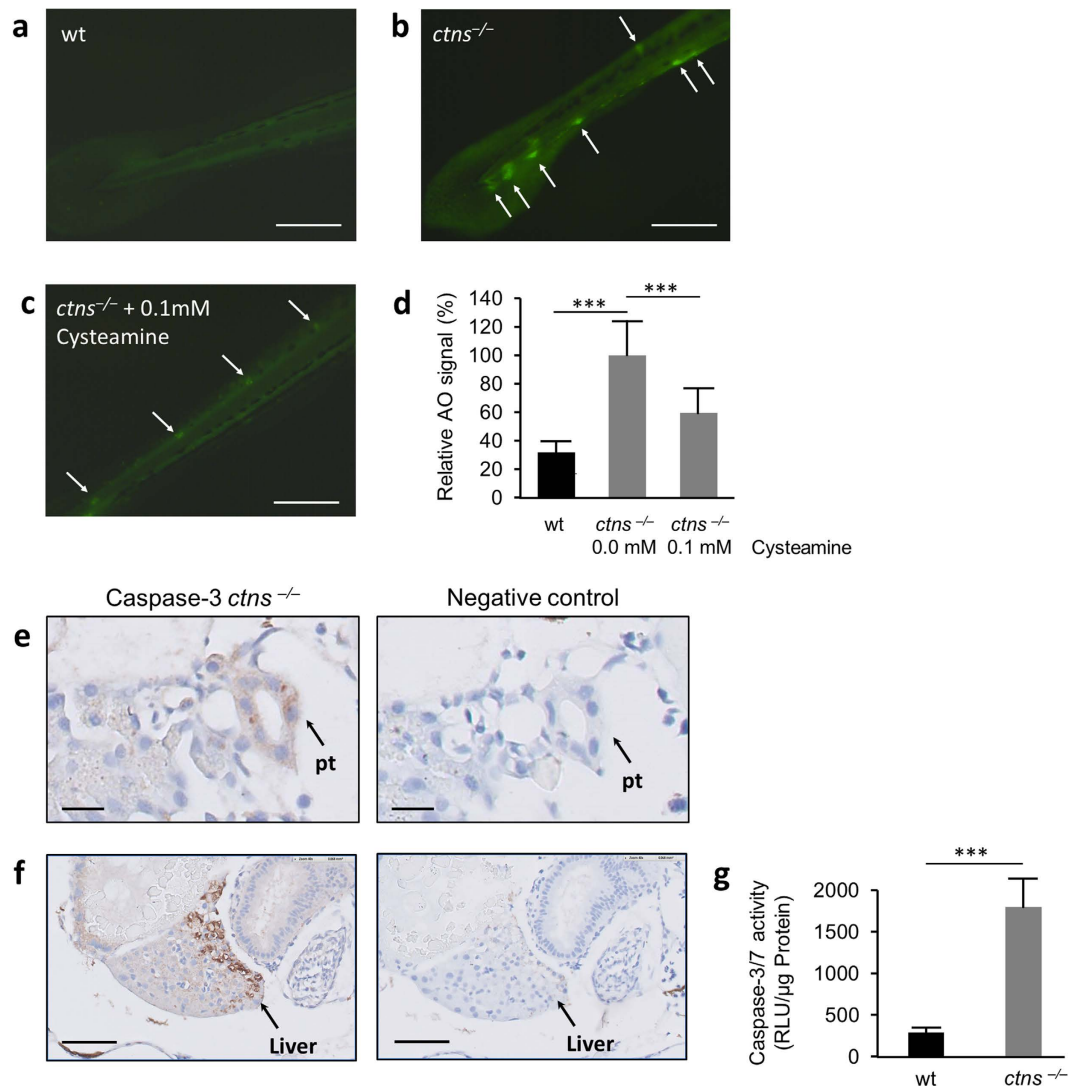 a
wt
b
ctns–/–
c
ctns–/– + 0.1mM
Cysteamine
d
Relative AO signal (%)
140
120
100
80
60
40
20
0
***
***
wt
ctns –/–
0.0 mM
ctns –/–
0.1 mM
Cysteamine
Caspase-3 ctns –/–
Negative control
e
pt
pt
f
Liver
Liver
g
Caspase-3/7 activity
(RLU/µg Protein)
2000
1500
1000
500
0
***
wt
ctns –/–